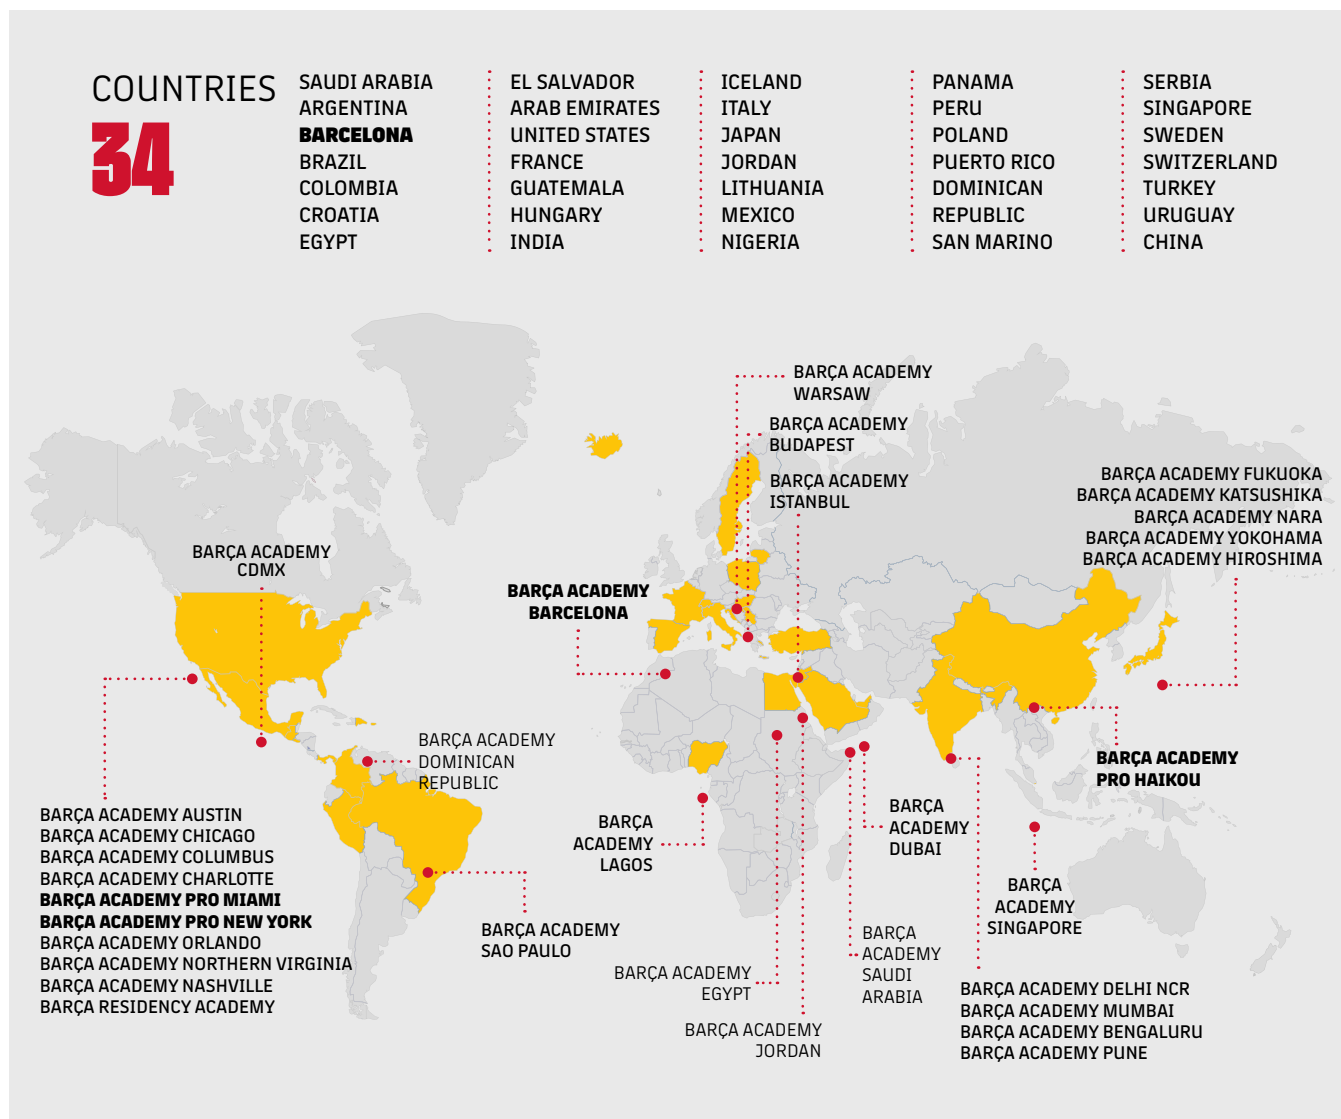 COUNTRIES
34
SAUDI ARABIA
ARGENTINA
BARCELONA
BRAZIL
COLOMBIA
CROATIA
EGYPT
EL SALVADOR
ARAB EMIRATES
UNITED STATES
FRANCE
GUATEMALA
HUNGARY
INDIA
ICELAND
ITALY
JAPAN
JORDAN
LITHUANIA
MEXICO
NIGERIA
PANAMA
PERU
POLAND
PUERTO RICO
DOMINICAN
REPUBLIC
SAN MARINO
SERBIA
SINGAPORE
SWEDEN
SWITZERLAND
TURKEY
URUGUAY
CHINA
BARÇA ACADEMY
WARSAW
BARÇA ACADEMY
BUDAPEST
BARÇA ACADEMY
ISTANBUL
BARÇA ACADEMY FUKUOKA
BARÇA ACADEMY KATSUSHIKA
BARÇA ACADEMY NARA
BARÇA ACADEMY YOKOHAMA
BARÇA ACADEMY HIROSHIMA
BARÇA ACADEMY
CDMX
BARÇA ACADEMY
BARCELONA
BARÇA ACADEMY
DOMINICAN
REPUBLIC
BARÇA ACADEMY
PRO HAIKOU
BARÇA ACADEMY AUSTIN
BARÇA ACADEMY CHICAGO
BARÇA ACADEMY COLUMBUS
BARÇA ACADEMY CHARLOTTE
BARÇA ACADEMY PRO MIAMI
BARÇA ACADEMY PRO NEW YORK
BARÇA ACADEMY ORLANDO
BARÇA ACADEMY NORTHERN VIRGINIA
BARÇA ACADEMY NASHVILLE
BARÇA RESIDENCY ACADEMY
BARÇA
ACADEMY
LAGOS
BARÇA
ACADEMY
DUBAI
BARÇA
ACADEMY
SINGAPORE
BARÇA ACADEMY
SAO PAULO
BARÇA
ACADEMY
SAUDI
ARABIA
BARÇA ACADEMY
EGYPT
BARÇA ACADEMY
JORDAN
BARÇA ACADEMY DELHI NCR
BARÇA ACADEMY MUMBAI
BARÇA ACADEMY BENGALURU
BARÇA ACADEMY PUNE